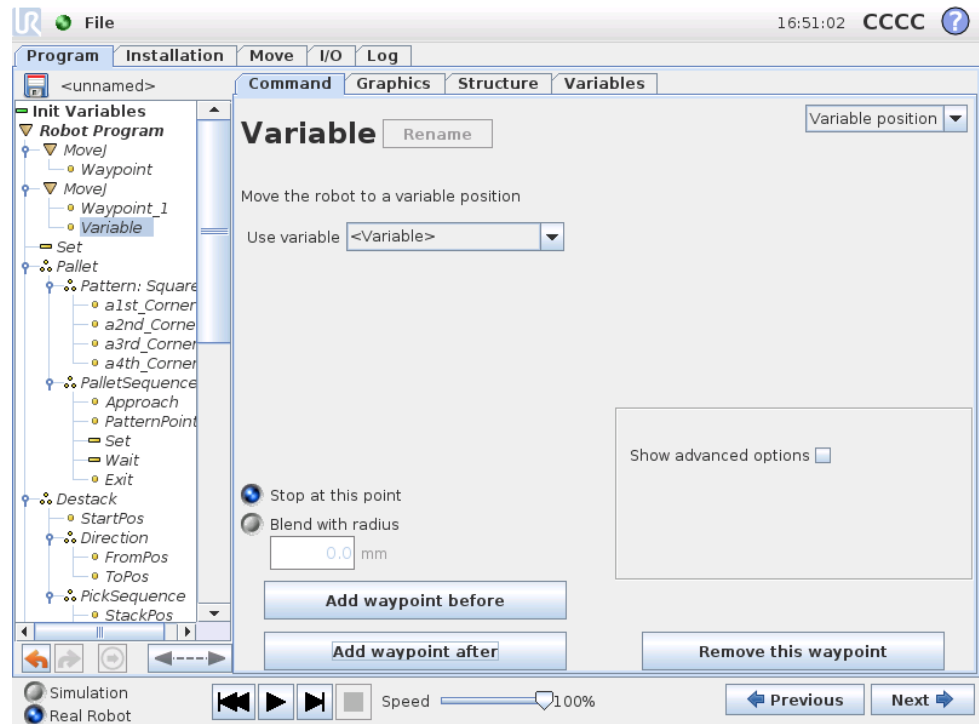 UR File 16:51:02 CCCC ?
Program Installation Move I/O Log
<unnamed> Command Graphics Structure Variables
Init Variables
Robot Program
MoveJ
Waypoint
MoveJ
Waypoint_1
Variable
Set
Pallet
Pattern: Square
a1st_Corner
a2nd_Corne
a3rd_Corner
a4th_Corner
PalletSequence
Approach
PatternPoint
Set
Wait
Exit
Destack
StartPos
Direction
FromPos
ToPos
PickSequence
StackPos
Variable Rename
Variable position
Move the robot to a variable position
Use variable <Variable>
Show advanced options
Stop at this point
Blend with radius
0.0 mm
Add waypoint before
Add waypoint after Remove this waypoint
Simulation
Real Robot
Speed 100%
Previous Next